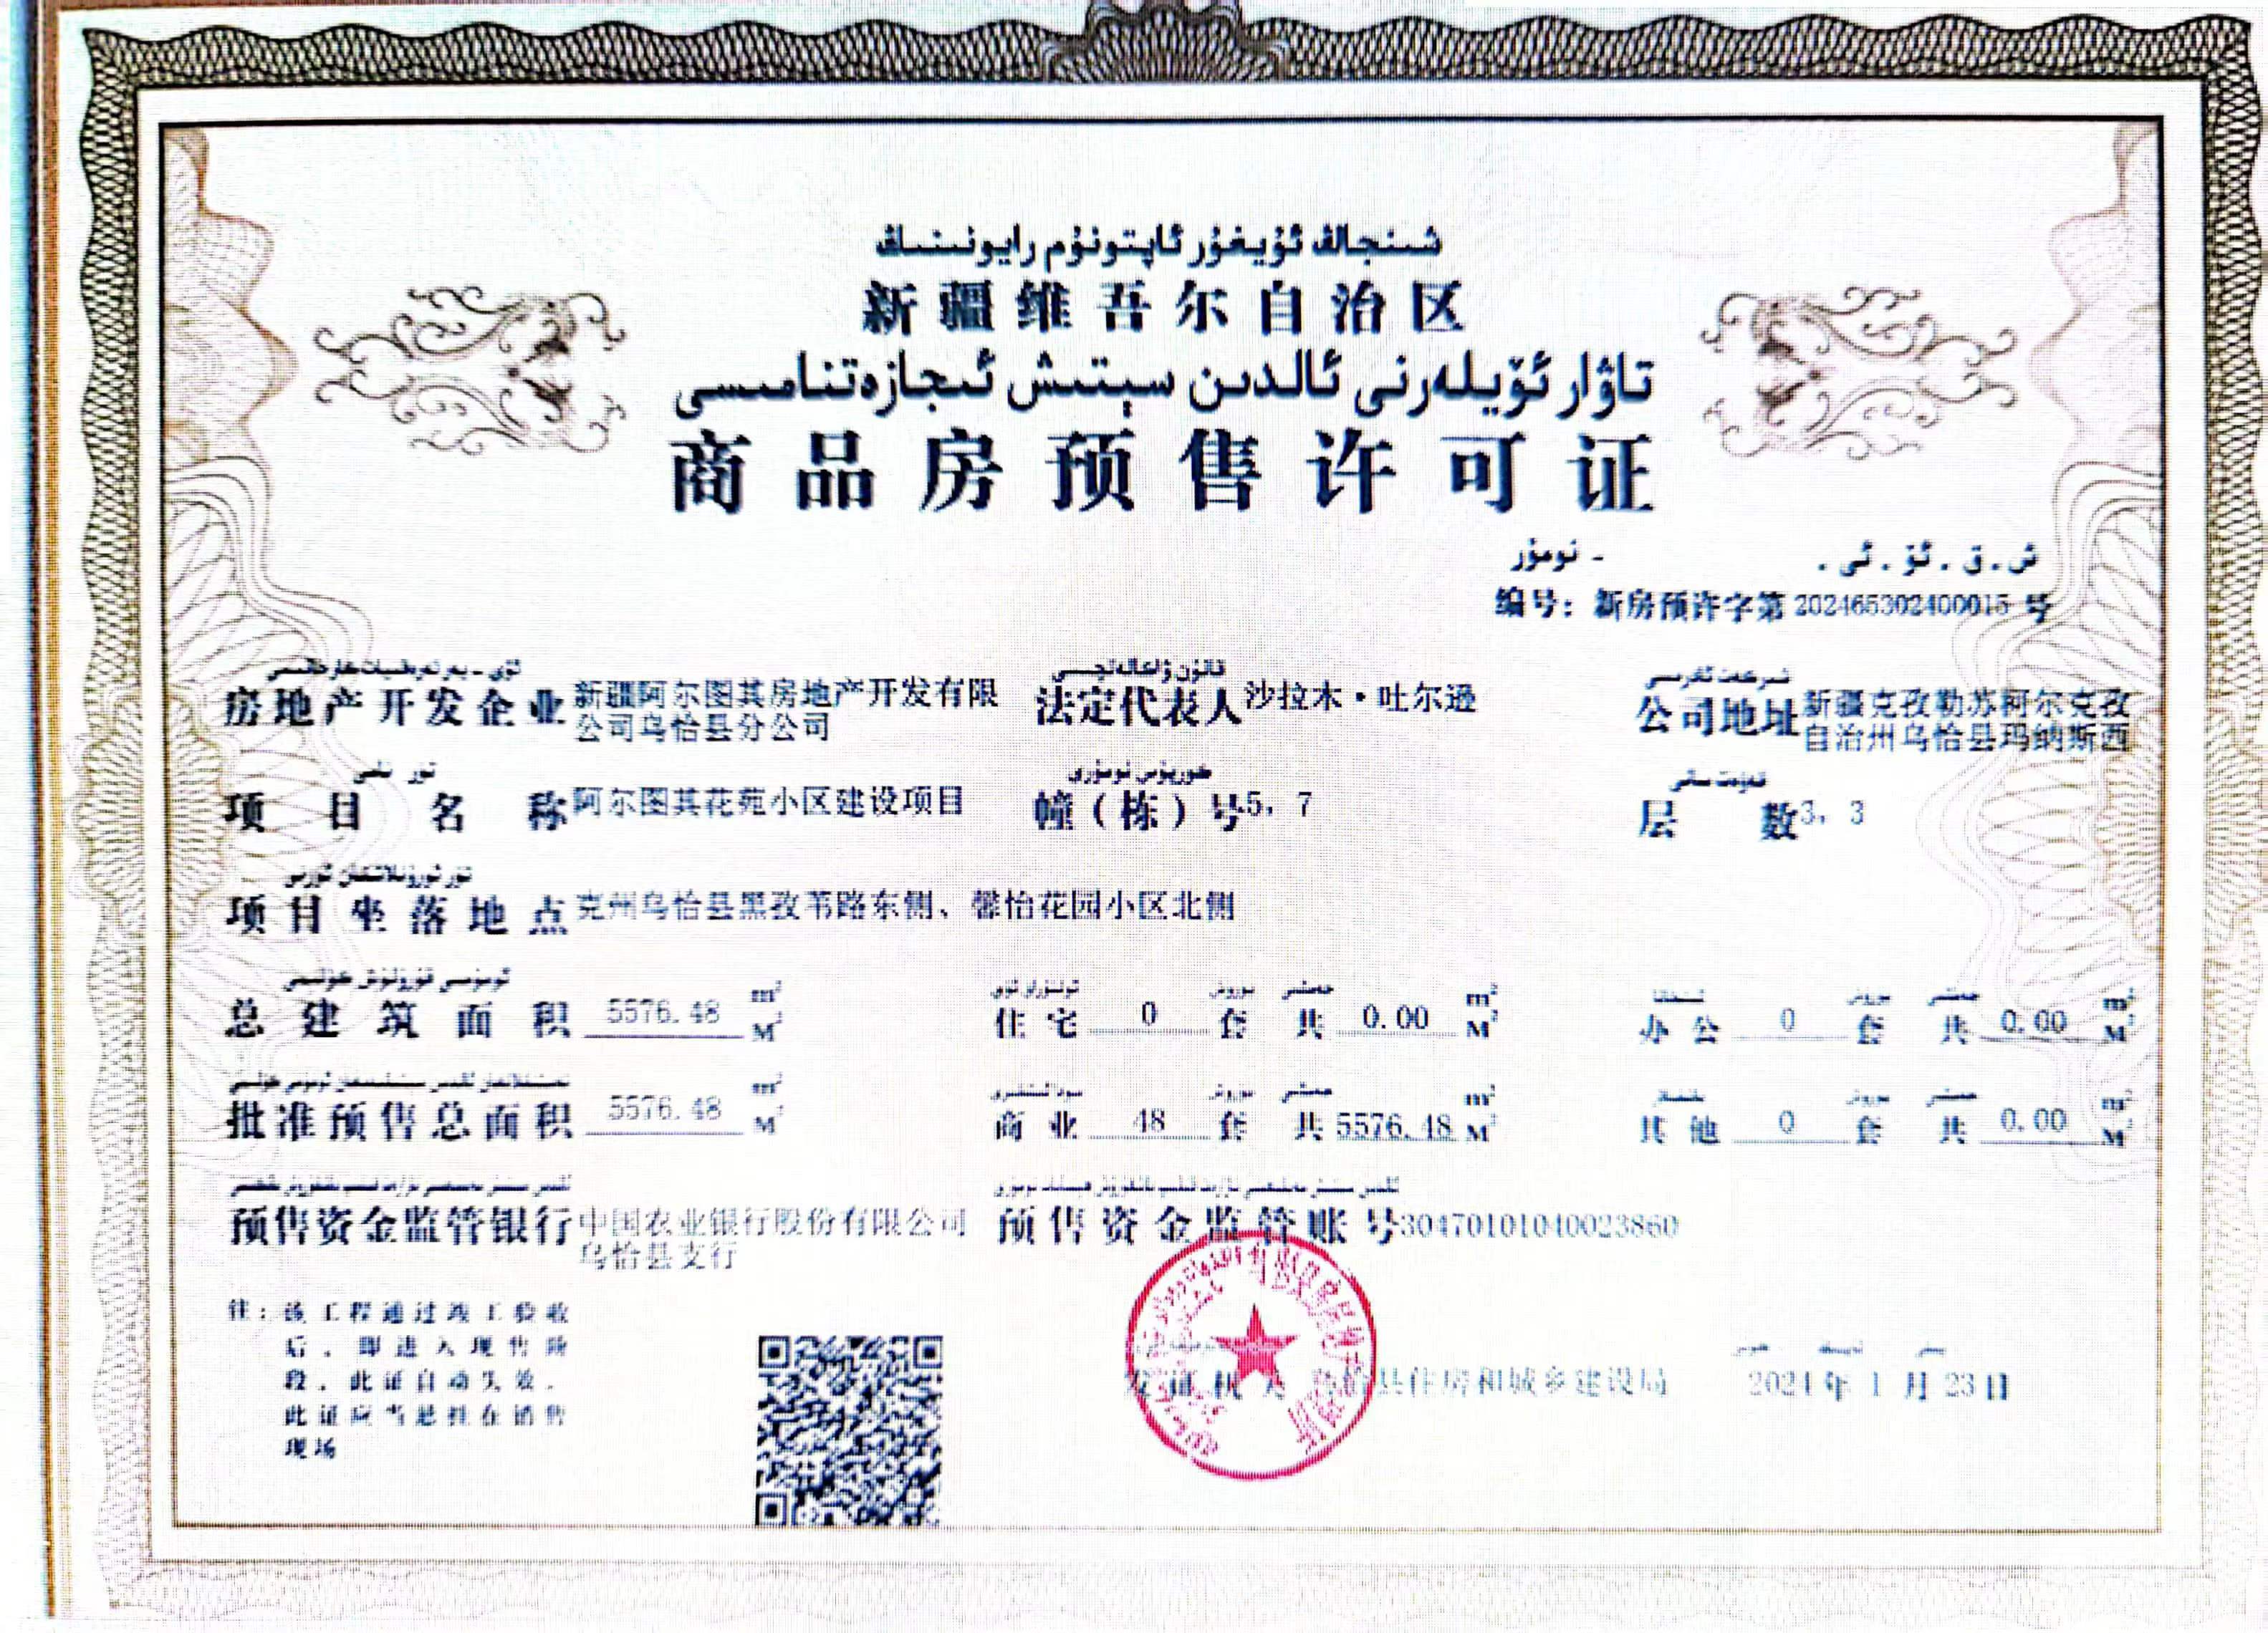 شىنجاڭ ئۇيغۇر ئاپتونۇم رايونىنىڭ
新疆维吾尔自治区
تاۋار ئۆيلەرنى ئالدىن سېتىش ئىجازەتنامىسى
商品房预售许可证
ش . ق . ئۆ . ئى . - نومۇر
编号：新房预许字第 202465302400015 号
房地产开发企业 新疆阿尔图其房地产开发有限
公司乌恰县分公司
法定代表人 沙拉木·吐尔逊
公司地址 新疆克孜勒苏柯尔克孜
自治州乌恰县玛纳斯西
项目名称 阿尔图其花苑小区建设项目
幢（栋）号 5，7
层数 3，3
项目坐落地点 克州乌恰县黑孜苇路东侧、馨怡花园小区北侧
总建筑面积 5576.48 m² M²
住宅 0 套 共 0.00 m² M²
办公 0 套 共 0.00 m² M²
批准预售总面积 5576.48 m² M²
商业 48 套 共 5576.48 m² M²
其他 0 套 共 0.00 m² M²
预售资金监管银行 中国农业银行股份有限公司
乌恰县支行
预售资金监管账号 30470101040023860
注：该工程通过竣工验收
后，即进入现售阶
段，此证自动失效。
此证应当悬挂在销售
现场
发证机关 乌恰县住房和城乡建设局 2024 年 1 月 23 日